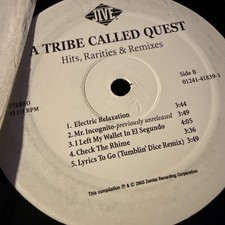 JIVE
A TRIBE CALLED QUEST
Hits, Rarities & Remixes
Side B
01241-41839-1
STEREO
33 1/3 RPM
1. Electric Relaxation 3:44
2. Mr. Incognito-previously unreleased 3:49
3. I Left My Wallet In El Segundo 4:05
4. Check The Rhime 3:36
5. Lyrics To Go (Tumblin' Dice Remix) 3:49
This compilation ℗ & © 2003 Zomba Recording Corporation